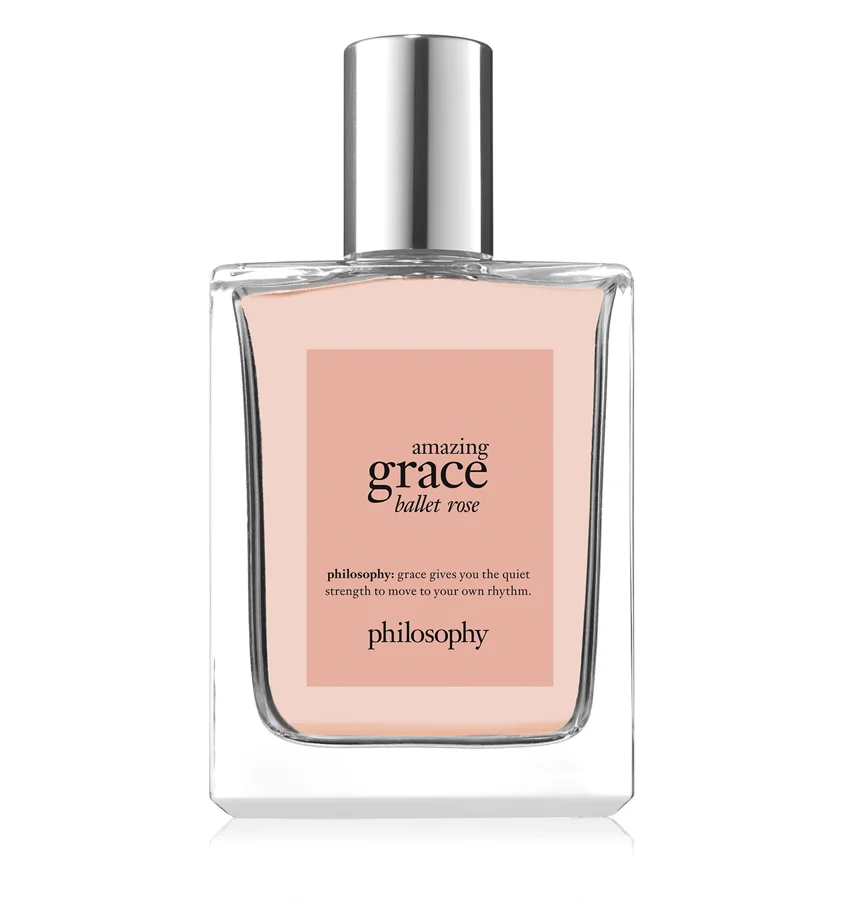 amazing
grace
ballet rose
philosophy: grace gives you the quiet
strength to move to your own rhythm.
philosophy